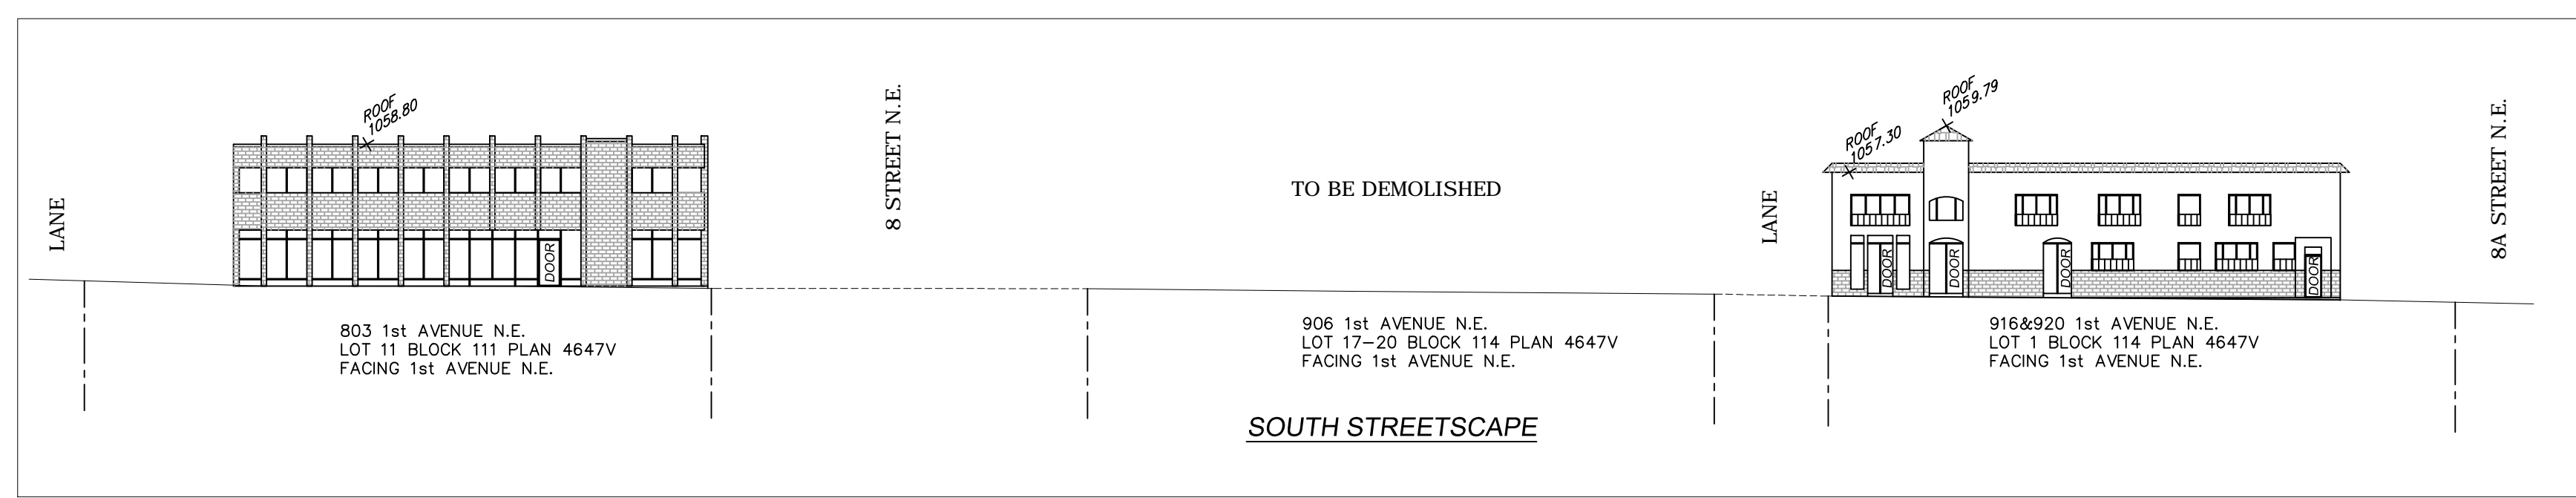 LANE
ROOF
1058.80
DOOR
803 1st AVENUE N.E.
LOT 11 BLOCK 111 PLAN 4647V
FACING 1st AVENUE N.E.
8 STREET N.E.
TO BE DEMOLISHED
906 1st AVENUE N.E.
LOT 17-20 BLOCK 114 PLAN 4647V
FACING 1st AVENUE N.E.
LANE
ROOF
1057.30
ROOF
1059.79
DOOR
DOOR
DOOR
DOOR
916&920 1st AVENUE N.E.
LOT 1 BLOCK 114 PLAN 4647V
FACING 1st AVENUE N.E.
8A STREET N.E.
SOUTH STREETSCAPE